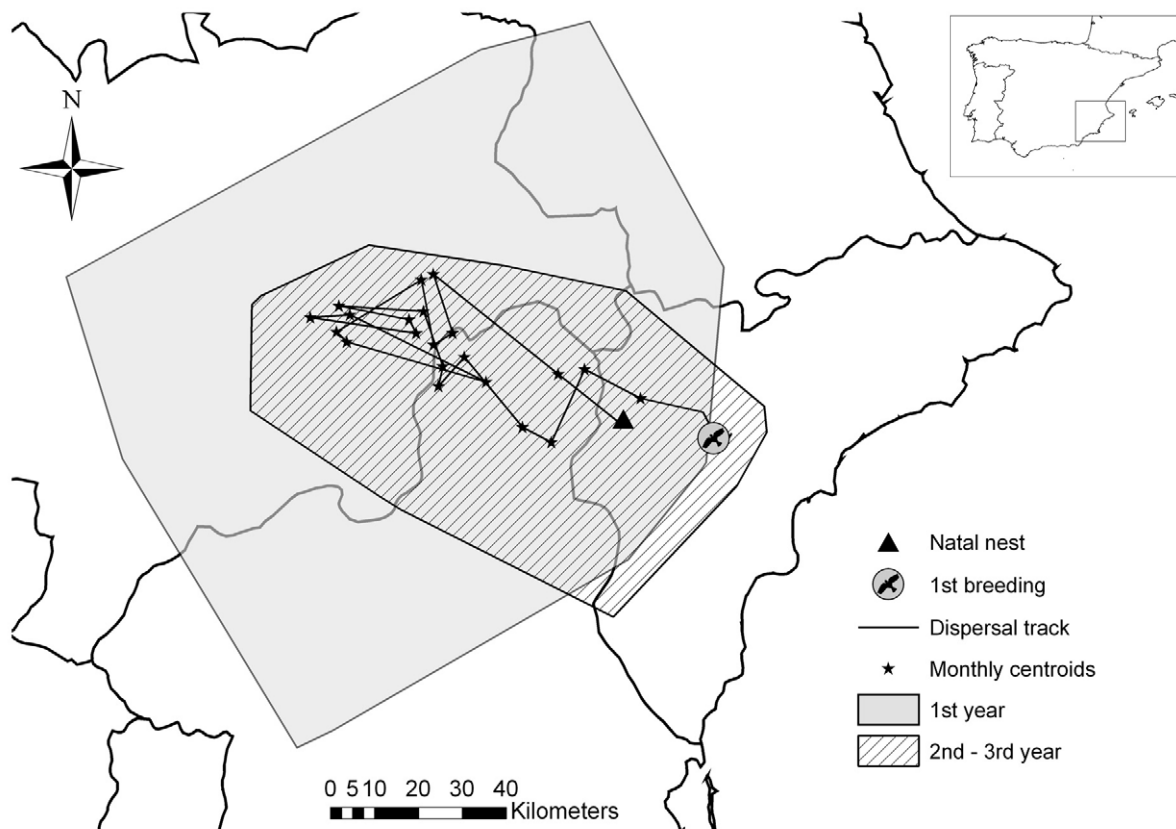 N
Natal nest
1st breeding
Dispersal track
Monthly centroids
1st year
2nd - 3rd year
0 5 10 20 30 40
Kilometers